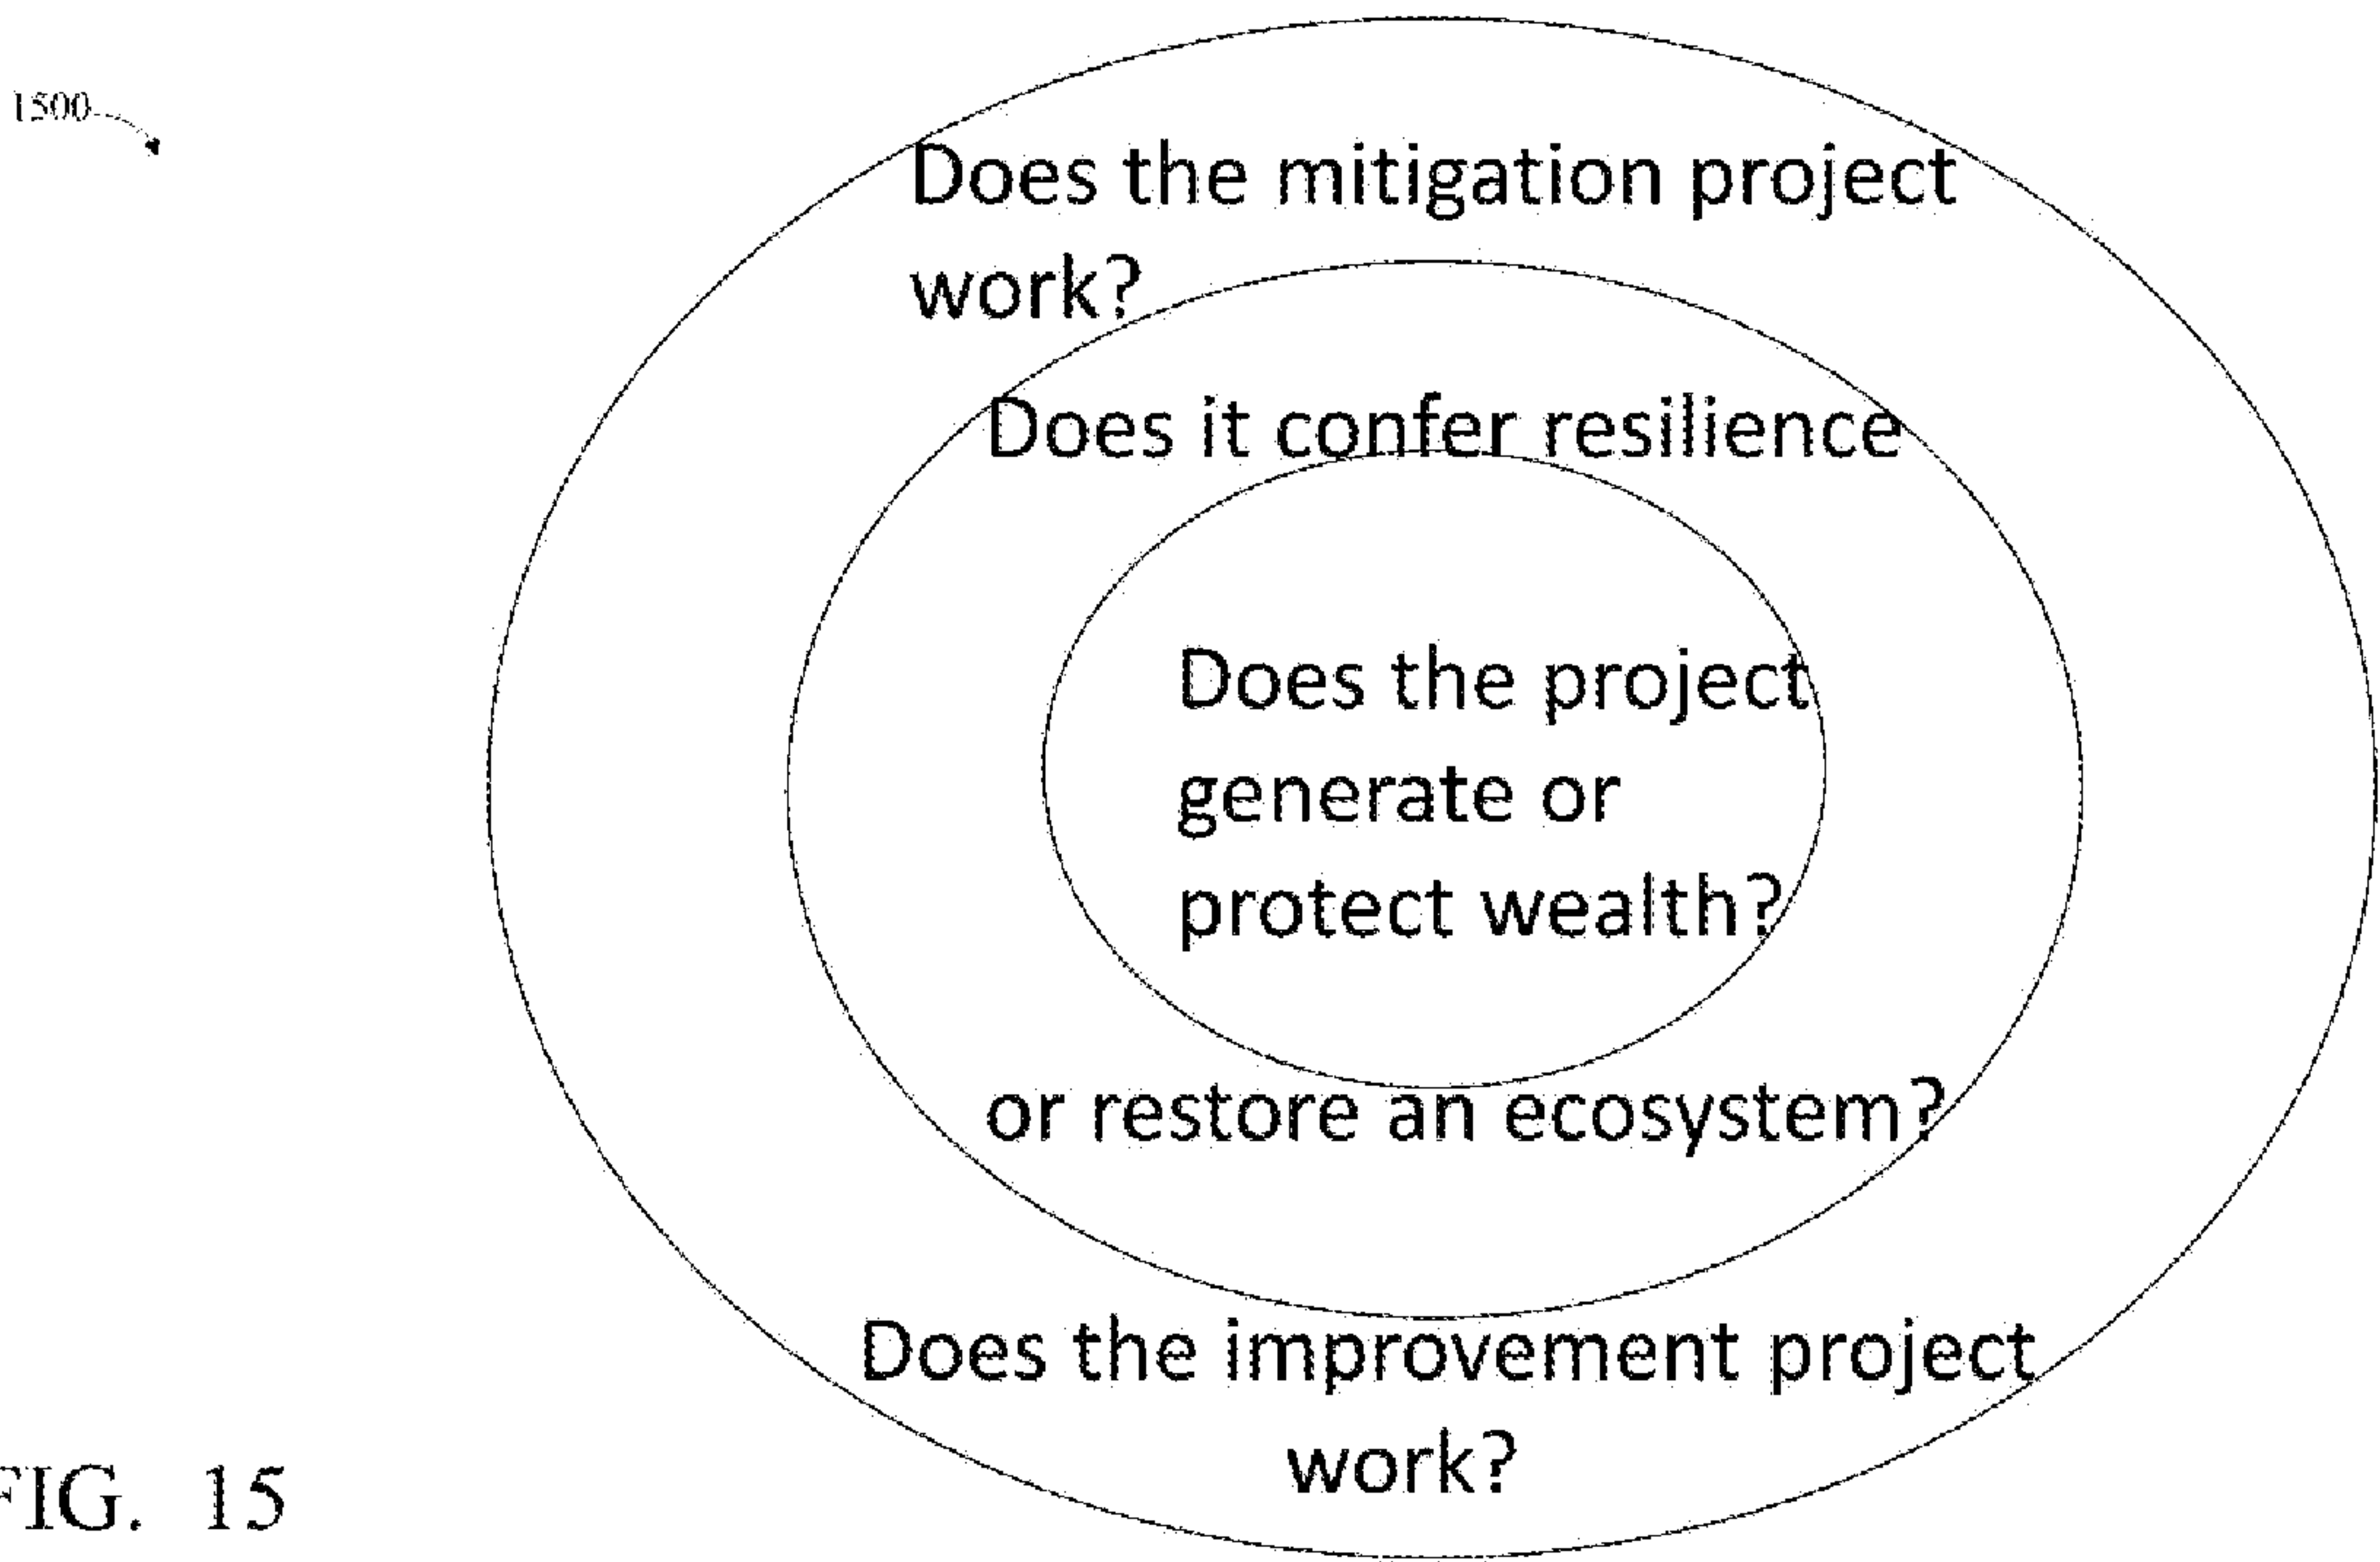 1500
Does the mitigation project
work?
Does it confer resilience
Does the project
generate or
protect wealth?
or restore an ecosystem?
Does the improvement project
work?
FIG. 15